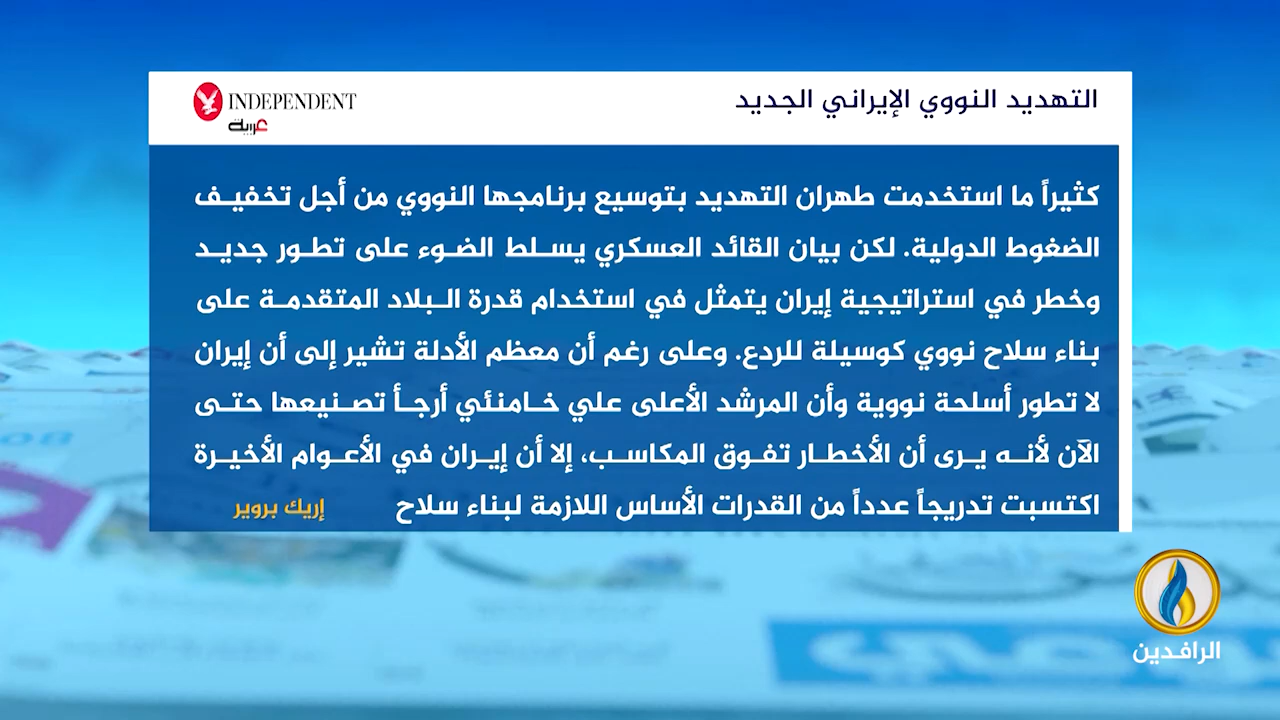 التهديد النووي الإيراني الجديد
INDEPENDENT
عربية
كثيراً ما استخدمت طهران التهديد بتوسيع برنامجها النووي من أجل تخفيف
الضغوط الدولية. لكن بيان القائد العسكري يسلط الضوء على تطور جديد
وخطر في استراتيجية إيران يتمثل في استخدام قدرة البلاد المتقدمة على
بناء سلاح نووي كوسيلة للردع. وعلى رغم أن معظم الأدلة تشير إلى أن إيران
لا تطور أسلحة نووية وأن المرشد الأعلى علي خامنئي أرجأ تصنيعها حتى
الآن لأنه يرى أن الأخطار تفوق المكاسب، إلا أن إيران في الأعوام الأخيرة
اكتسبت تدريجاً عدداً من القدرات الأساس اللازمة لبناء سلاح
إريك بروير
الرافدين